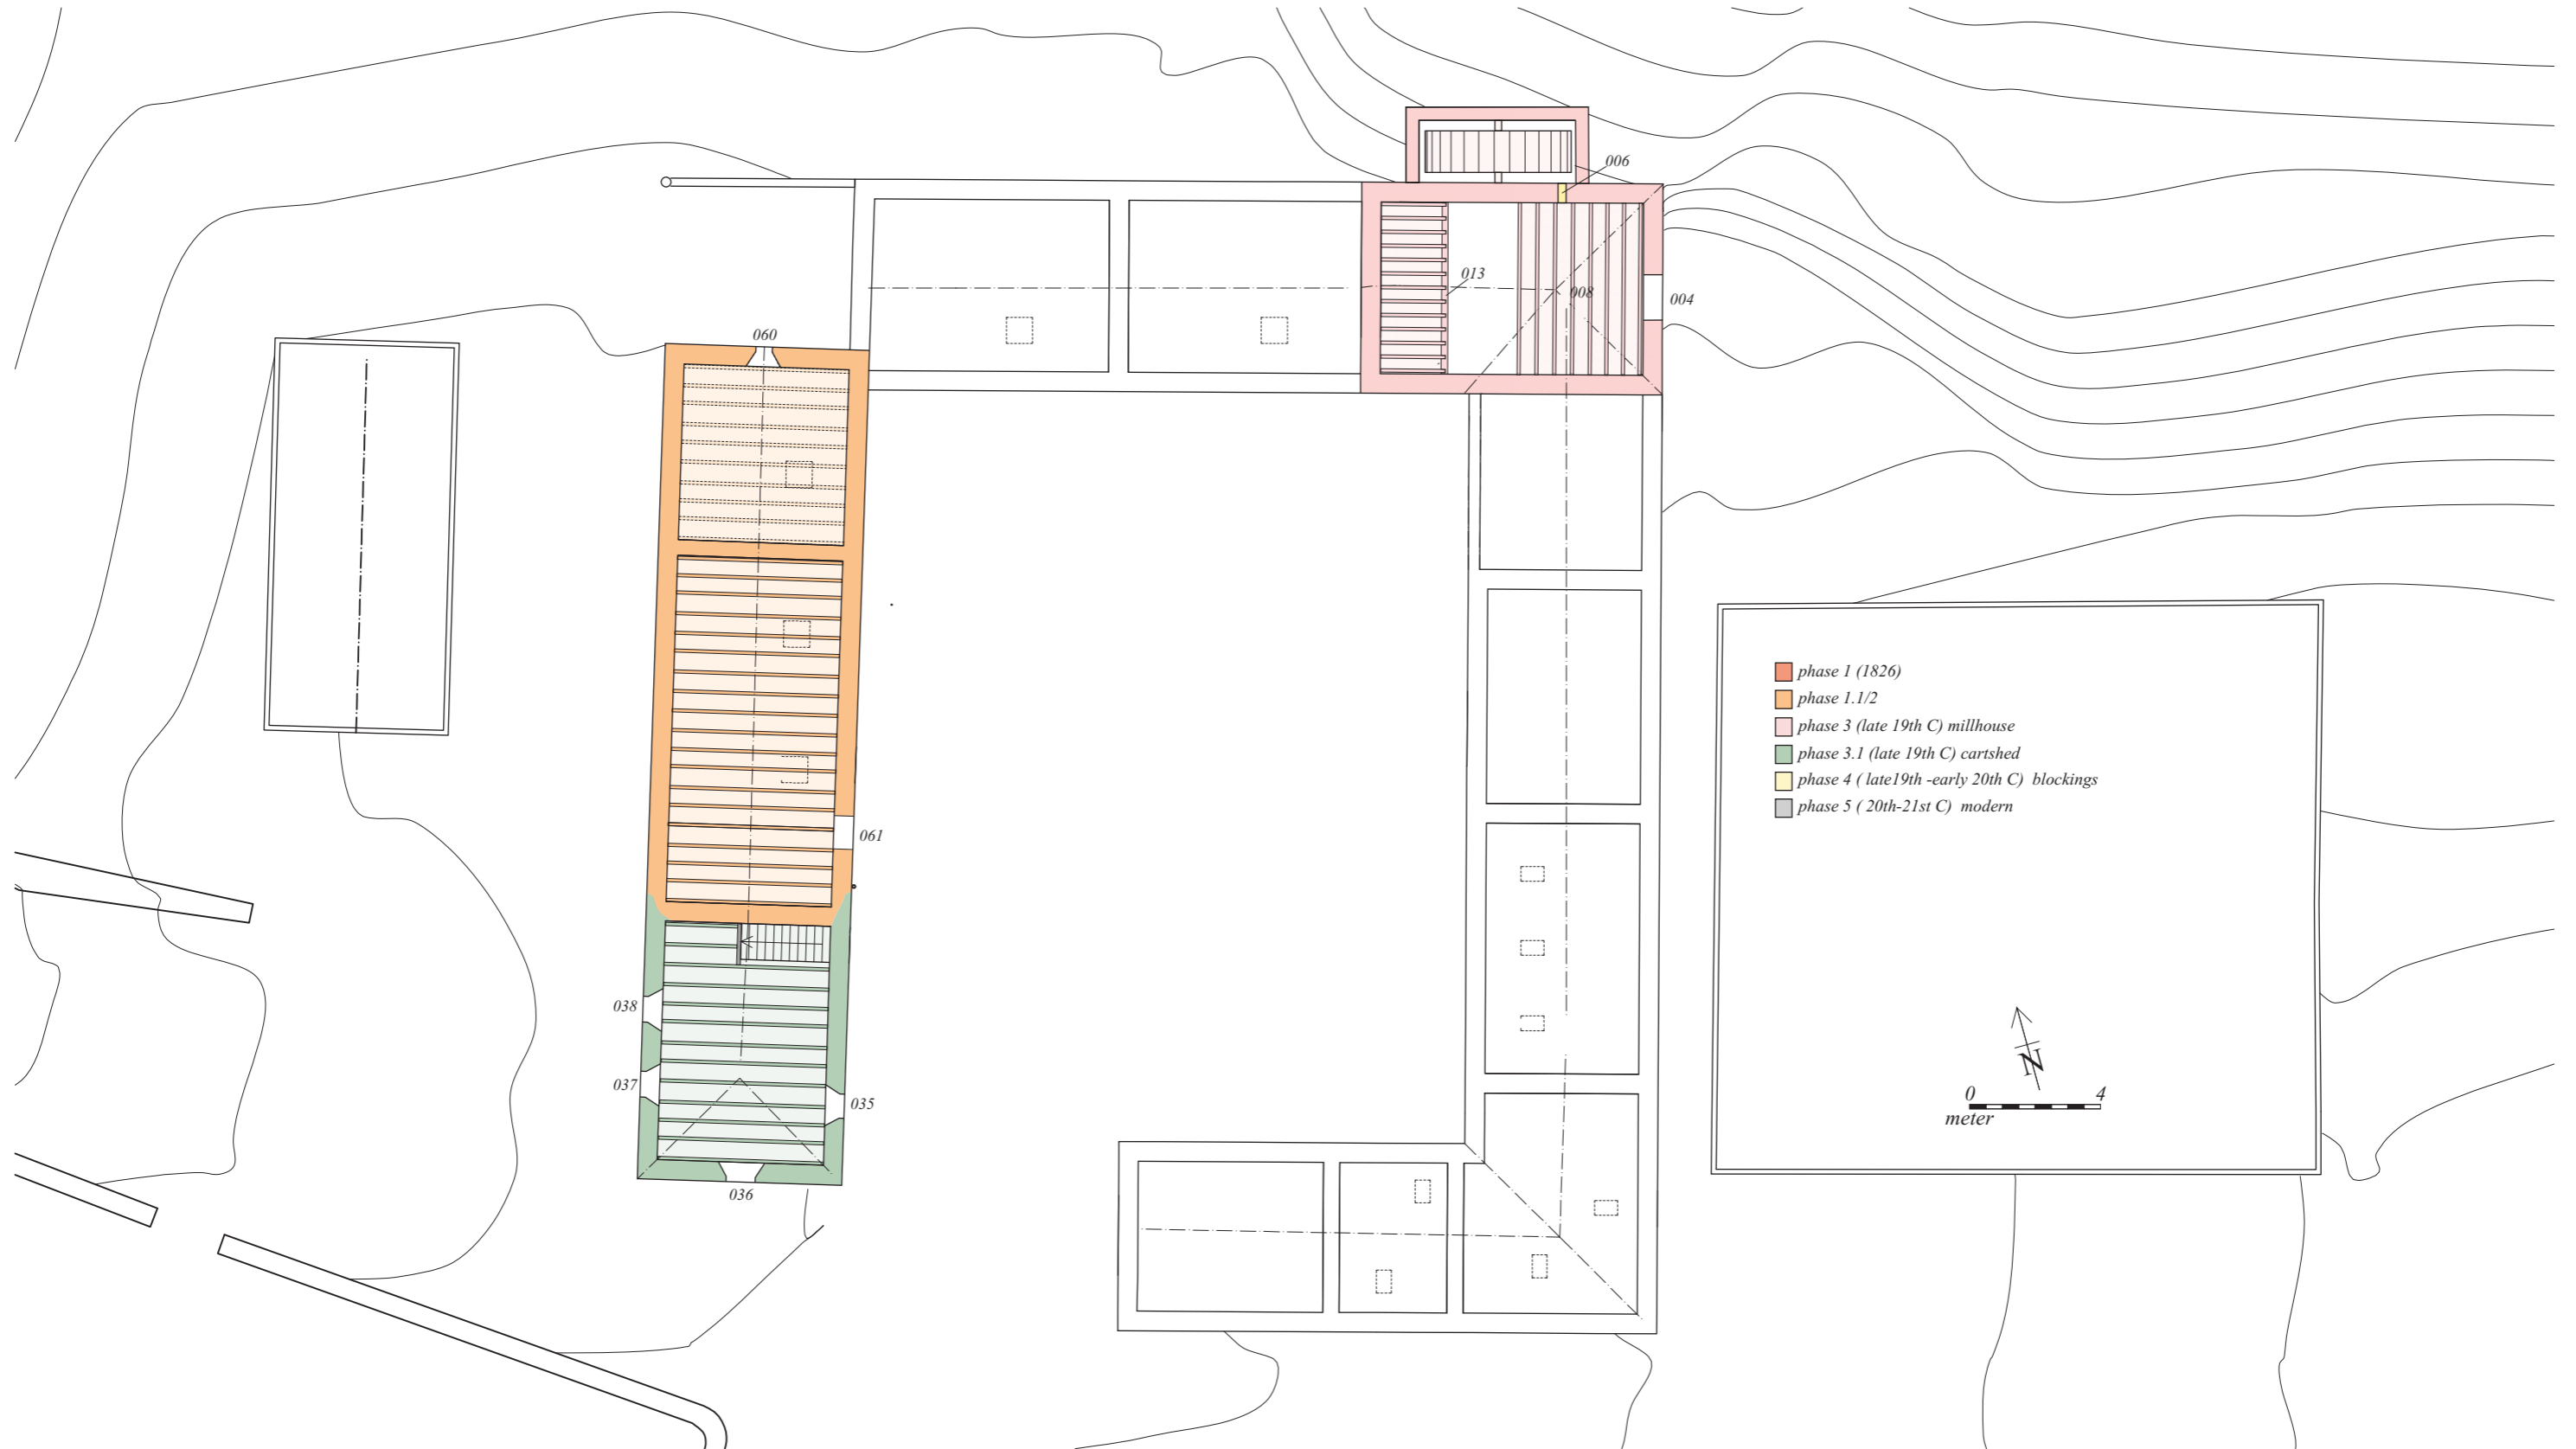 006
013
008
004
060
061
phase 1 (1826)
phase 1.1/2
phase 3 (late 19th C) millhouse
phase 3.1 (late 19th C) cartshed
phase 4 ( late19th -early 20th C)  blockings
phase 5 ( 20th-21st C)  modern
038
037
035
036
N
0 4
meter